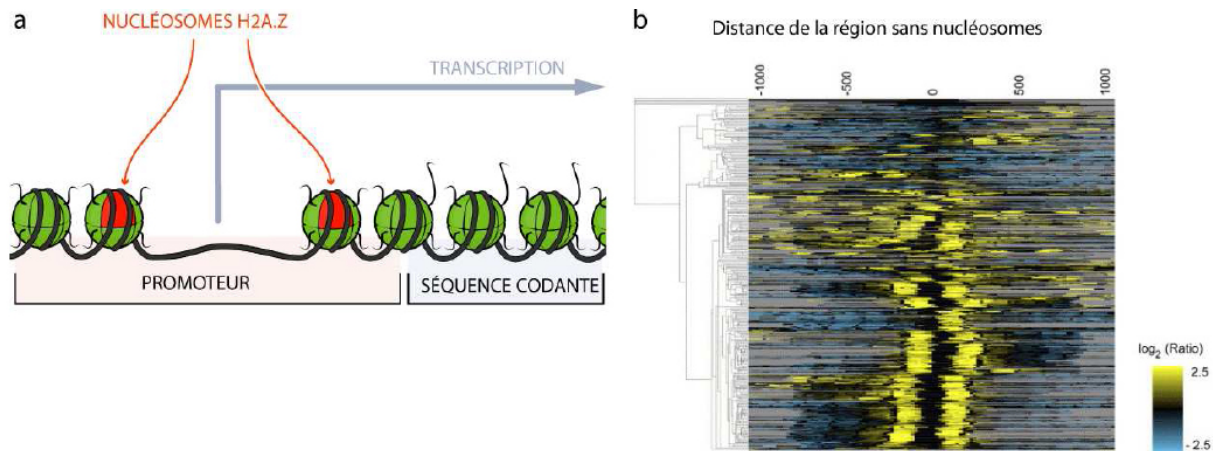 a
NUCLÉOSOMES H2A.Z
TRANSCRIPTION
PROMOTEUR
SÉQUENCE CODANTE
b
Distance de la région sans nucléosomes
-1000
-500
0
500
1000
log2 (Ratio)
2.5
- 2.5